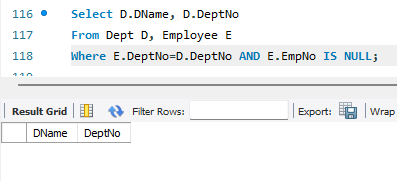 116 Select D.DName, D.DeptNo
117 From Dept D, Employee E
118 Where E.DeptNo=D.DeptNo AND E.EmpNo IS NULL;
Result Grid Filter Rows: Export: Wrap
DName DeptNo